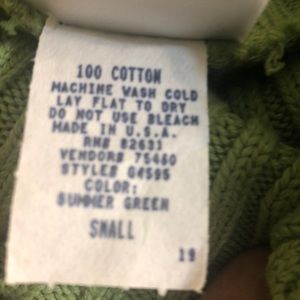 100 COTTON
MACHINE WASH COLD
LAY FLAT TO DRY
DO NOT USE BLEACH
MADE IN U.S.A.
RN# 82631
VENDOR# 75460
STYLE# G4595
COLOR:
SUMMER GREEN
SMALL
19